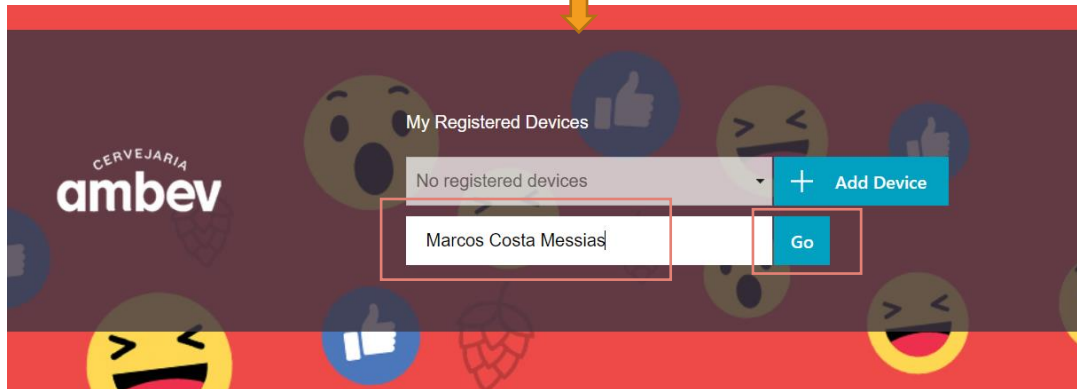 My Registered Devices
CERVEJARIA
ambev
No registered devices
+ Add Device
Marcos Costa Messias
Go